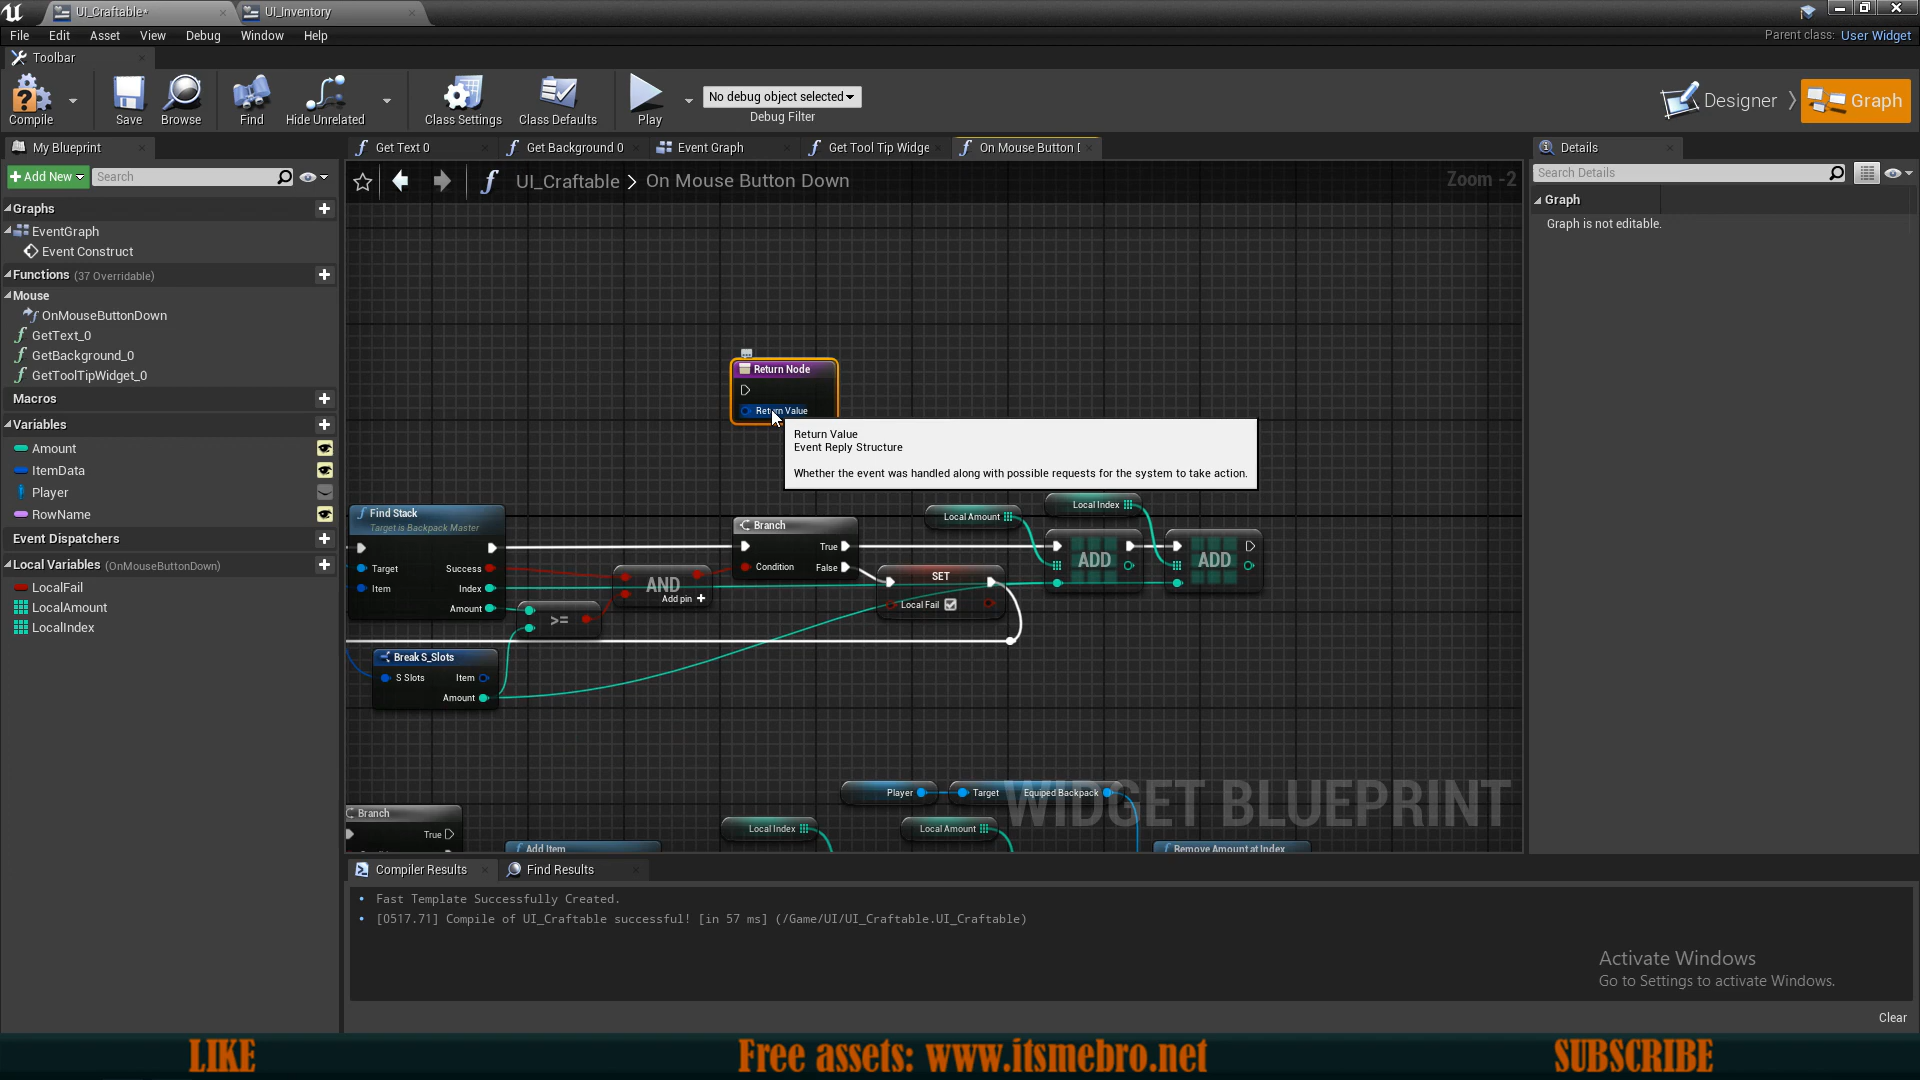 UI_Craftable*
UI_Inventory
File Edit Asset View Window Debug Help
Parent class: User Widget
Toolbar
Compile
Save
Browse
Find
Hide Unrelated
Class Settings
Class Defaults
Play
No debug object selected
Debug Filter
Designer
Graph
My Blueprint
Get Text 0
Get Background 0
Event Graph
Get Tool Tip Widge
On Mouse Button D
Details
Add New
Search
UI_Craftable > On Mouse Button Down
Zoom -2
Search Details
Graphs
EventGraph
Event Construct
Functions (37 Overridable)
Mouse
OnMouseButtonDown
GetText_0
GetBackground_0
GetToolTipWidget_0
Macros
Variables
Amount
ItemData
Player
RowName
Event Dispatchers
Local Variables (OnMouseButtonDown)
LocalFail
LocalAmount
LocalIndex
Graph
Graph is not editable.
Return Node
Return Value
Return Value
Event Reply Structure
Whether the event was handled along with possible requests for the system to take action.
Find Stack
Target is Backpack Master
Target
Success
Item
Index
Amount
Branch
True
Condition
False
AND
Add pin +
>=
SET
Local Fail
Local Amount
Local Index
ADD
ADD
Break S_Slots
S Slots
Item
Amount
Player
Target
Equiped Backpack
WIDGET BLUEPRINT
Branch
True
Local Index
Local Amount
Add Item
Remove Amount at Index
Compiler Results
Find Results
Fast Template Successfully Created.
[0517.71] Compile of UI_Craftable successful! [in 57 ms] (/Game/UI/UI_Craftable.UI_Craftable)
Activate Windows
Go to Settings to activate Windows.
Clear
LIKE
Free assets: www.itsmebro.net
SUBSCRIBE